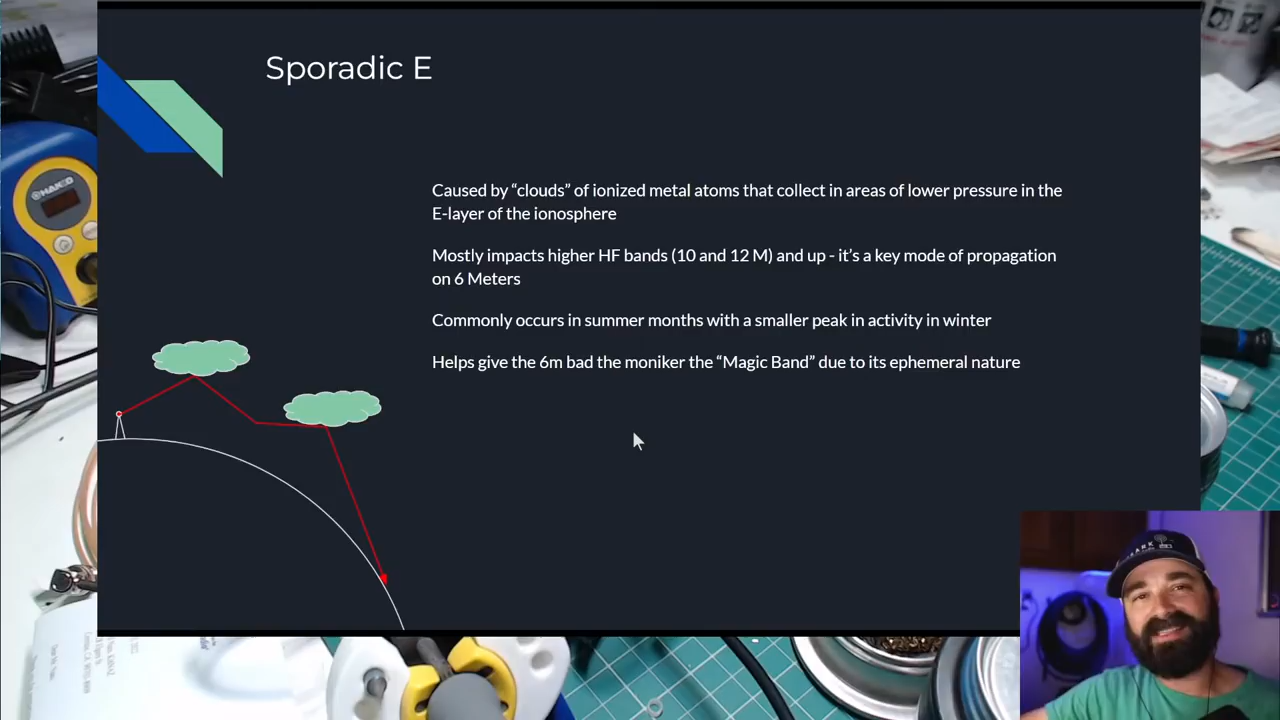 Sporadic E
Caused by “clouds” of ionized metal atoms that collect in areas of lower pressure in the
E-layer of the ionosphere
Mostly impacts higher HF bands (10 and 12 M) and up - it’s a key mode of propagation
on 6 Meters
Commonly occurs in summer months with a smaller peak in activity in winter
Helps give the 6m bad the moniker the “Magic Band” due to its ephemeral nature
HAKKO